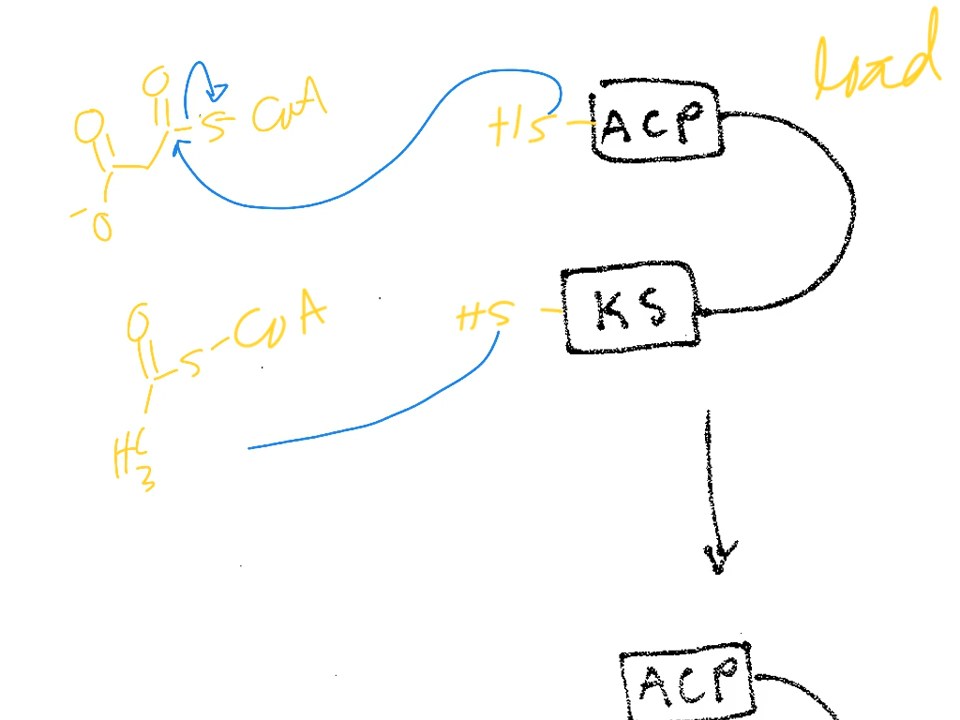 load
O
O
S-CoA
HS-
ACP
-O
O
S-CoA
HS-
KS
H3C
ACP